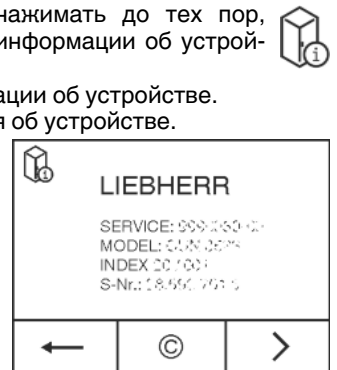 нажимать до тех пор,
информации об устрой-
ации об устройстве.
я об устройстве.
LIEBHERR
SERVICE:
MODEL:
INDEX
S-Nr.:
©